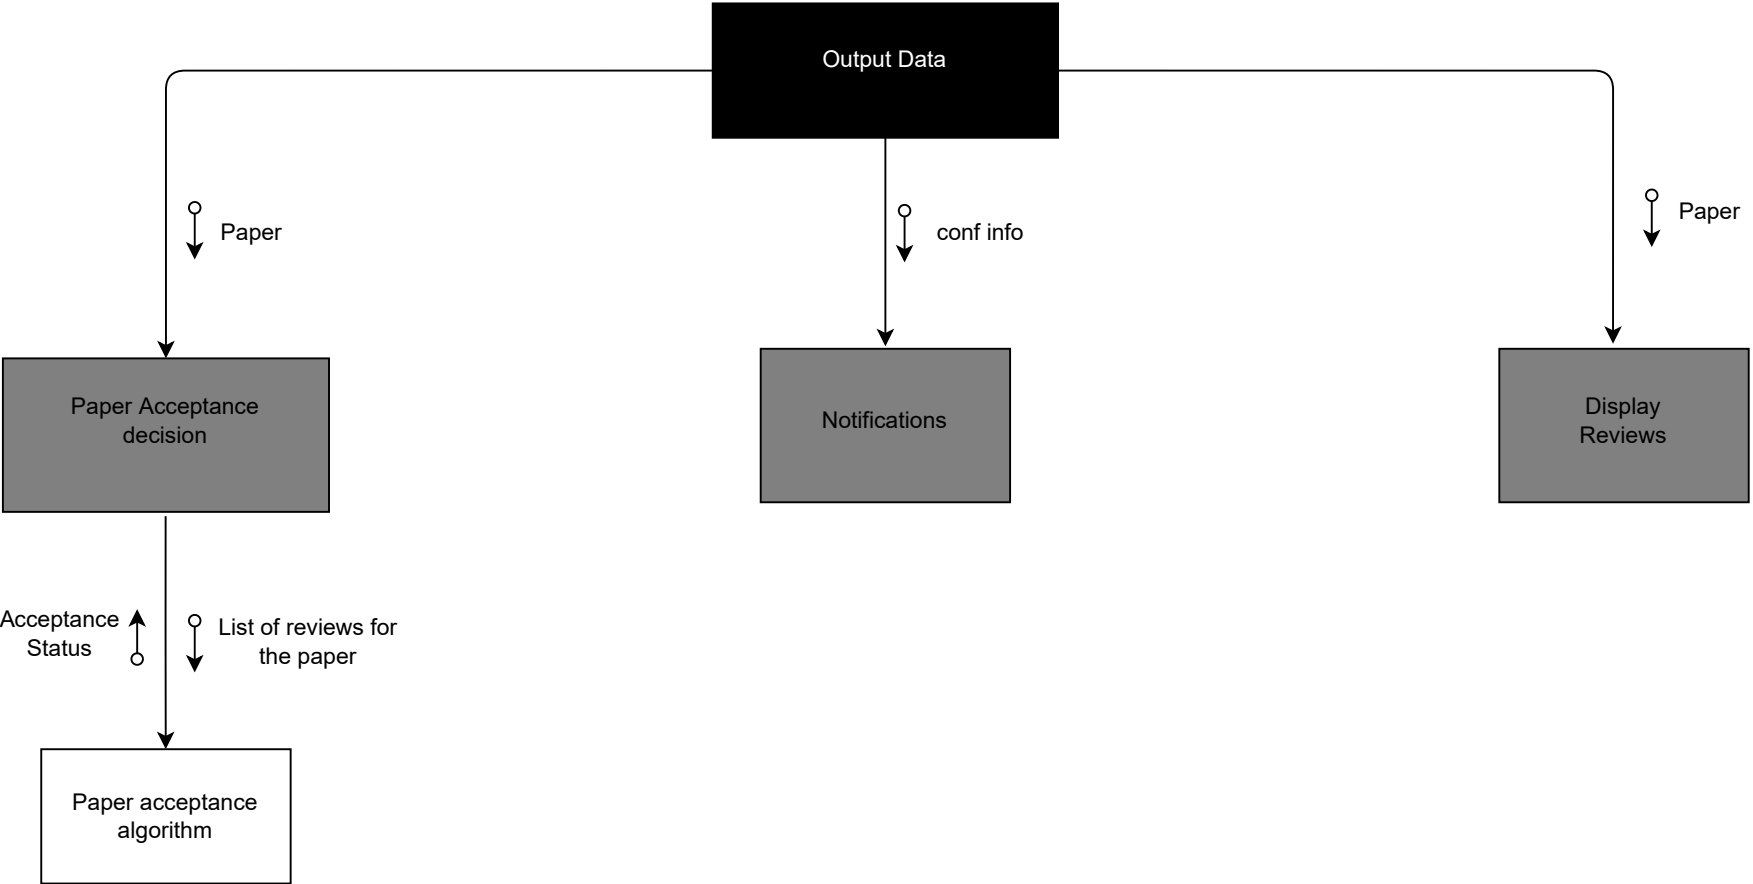 Output Data
Paper
conf info
Paper
Paper Acceptance
decision
Notifications
Display
Reviews
Acceptance
Status
List of reviews for
the paper
Paper acceptance
algorithm